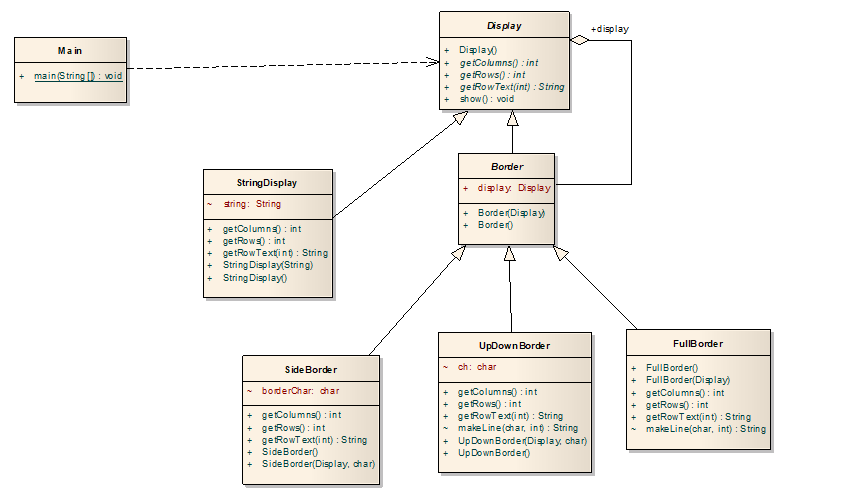 Display
+display
+ Display()
+ getColumns() : int
+ getRows() : int
+ getRowText(int) : String
+ show() : void
Main
+ main(String[]) : void
Border
+ display: Display
+ Border(Display)
+ Border()
StringDisplay
~ string: String
+ getColumns() : int
+ getRows() : int
+ getRowText(int) : String
+ StringDisplay(String)
+ StringDisplay()
SideBorder
~ borderChar: char
+ getColumns() : int
+ getRows() : int
+ getRowText(int) : String
+ SideBorder()
+ SideBorder(Display, char)
UpDownBorder
~ ch: char
+ getColumns() : int
+ getRows() : int
+ getRowText(int) : String
~ makeLine(char, int) : String
+ UpDownBorder(Display, char)
+ UpDownBorder()
FullBorder
+ FullBorder()
+ FullBorder(Display)
+ getColumns() : int
+ getRows() : int
+ getRowText(int) : String
~ makeLine(char, int) : String